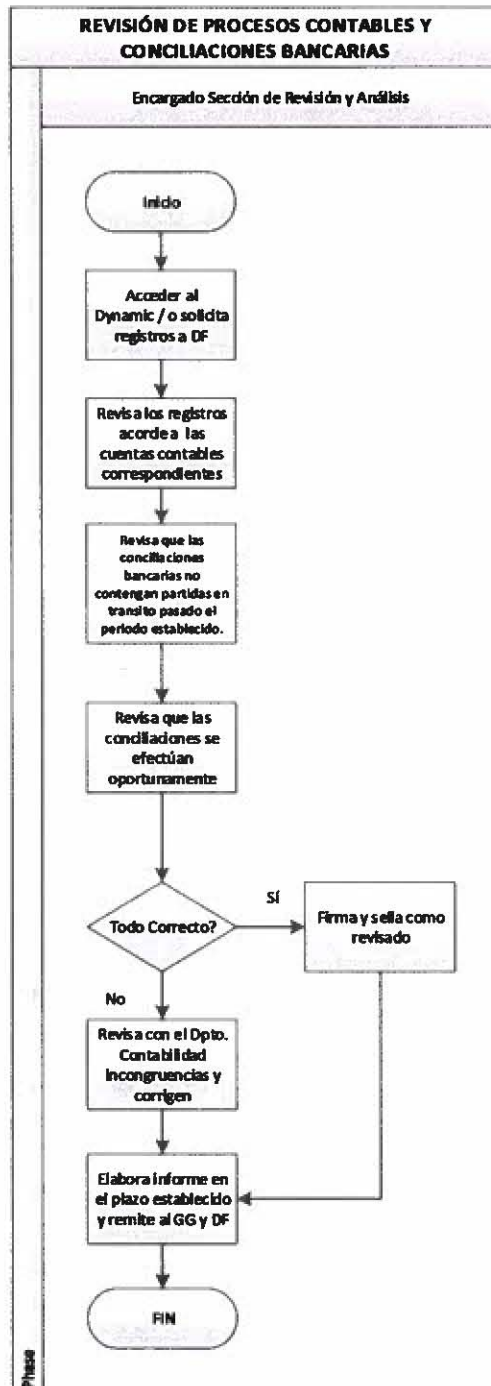 REVISIÓN DE PROCESOS CONTABLES Y
CONCILIACIONES BANCARIAS
Encargado Sección de Revisión y Análisis
Inicio
Acceder al
Dynamic / o solicita
registros a DF
Revisa los registros
acorde a las
cuentas contables
correspondientes
Revisa que las
conciliaciones
bancarias no
contengan partidas en
transito pasado el
periodo establecido.
Revisa que las
conciliaciones se
efectúan
oportunamente
Todo Correcto?
Sí
Firma y sella como
revisado
No
Revisa con el Dpto.
Contabilidad
incongruencias y
corrigen
Elabora informe en
el plazo establecido
y remite al GG y DF
FIN
Phase